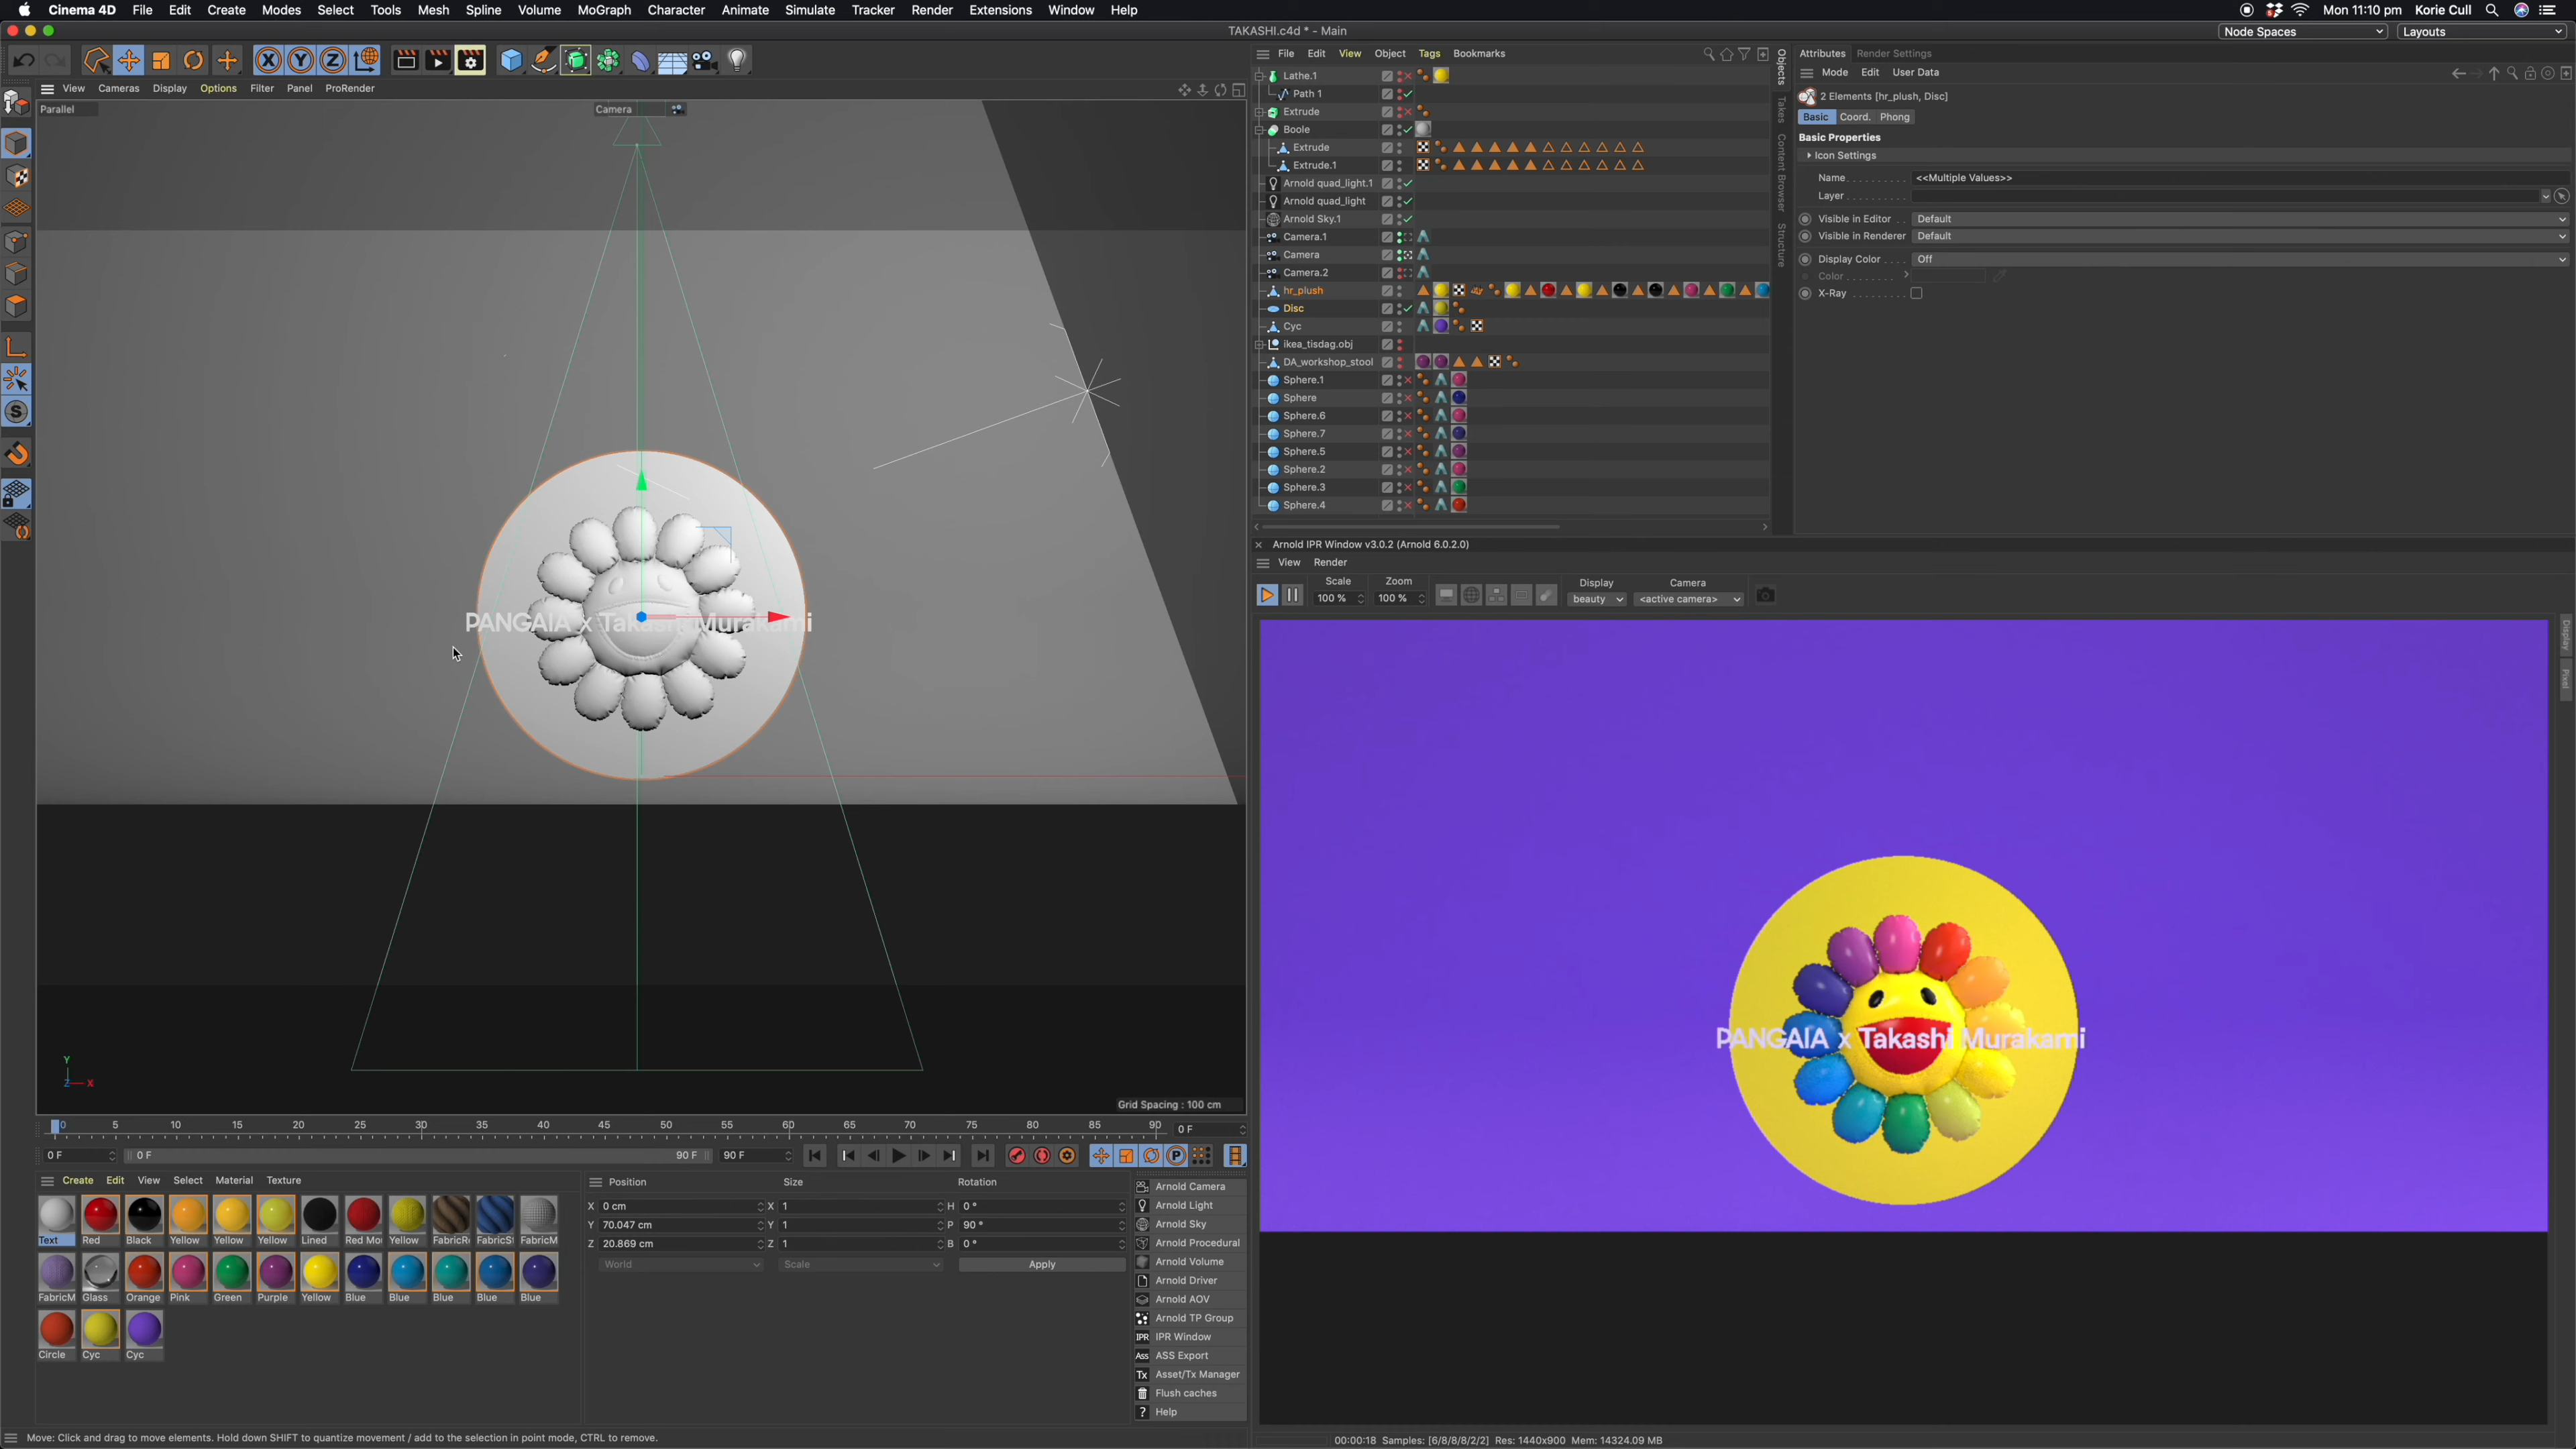 Cinema 4D File Edit Create Modes Select Tools Mesh Spline Volume MoGraph Character Animate Simulate Tracker Render Extensions Window Help
Mon 11:10 pm Korie Cull
TAKASHI.c4d * - Main
Node Spaces Layouts
X Y Z
View Cameras Display Options Filter Panel ProRender
Parallel
Camera
PANGAIA x Takashi Murakami
Y
Z X
Grid Spacing : 100 cm
File Edit View Object Tags Bookmarks
Lathe.1
Path 1
Extrude
Boole
Extrude
Extrude.1
Arnold quad_light.1
Arnold quad_light
Arnold Sky.1
Camera.1
Camera
Camera.2
hr_plush
Disc
Cyc
ikea_tisdag.obj
DA_workshop_stool
Sphere.1
Sphere
Sphere.6
Sphere.7
Sphere.5
Sphere.2
Sphere.3
Sphere.4
Objects
Takes
Content Browser
Structure
Attributes Render Settings
Mode Edit User Data
2 Elements [hr_plush, Disc]
Basic Coord. Phong
Basic Properties
Icon Settings
Name <<Multiple Values>>
Layer
Visible in Editor Default
Visible in Renderer Default
Display Color Off
Color
X-Ray
Arnold IPR Window v3.0.2 (Arnold 6.0.2.0)
View Render
Scale Zoom Display Camera
100 % 100 % beauty <active camera>
Display
Pixel
PANGAIA x Takashi Murakami
00:00:18 Samples: [6/8/8/8/2/2] Res: 1440x900 Mem: 14324.09 MB
0 5 10 15 20 25 30 35 40 45 50 55 60 65 70 75 80 85 90 0 F
0 F 0 F 90 F 90 F
P
Create Edit View Select Material Texture
Text Red Black Yellow Yellow Yellow Lined Red Mo Yellow FabricR FabricSt FabricM
FabricM Glass Orange Pink Green Purple Yellow Blue Blue Blue Blue Blue
Circle Cyc Cyc
Position Size Rotation
X 0 cm X 1 H 0 °
Y 70.047 cm Y 1 P 90 °
Z 20.869 cm Z 1 B 0 °
World Scale Apply
Arnold Camera
Arnold Light
Arnold Sky
Arnold Procedural
Arnold Volume
Arnold Driver
Arnold AOV
Arnold TP Group
IPR IPR Window
Ass ASS Export
Tx Asset/Tx Manager
Flush caches
? Help
Move: Click and drag to move elements. Hold down SHIFT to quantize movement / add to the selection in point mode, CTRL to remove.